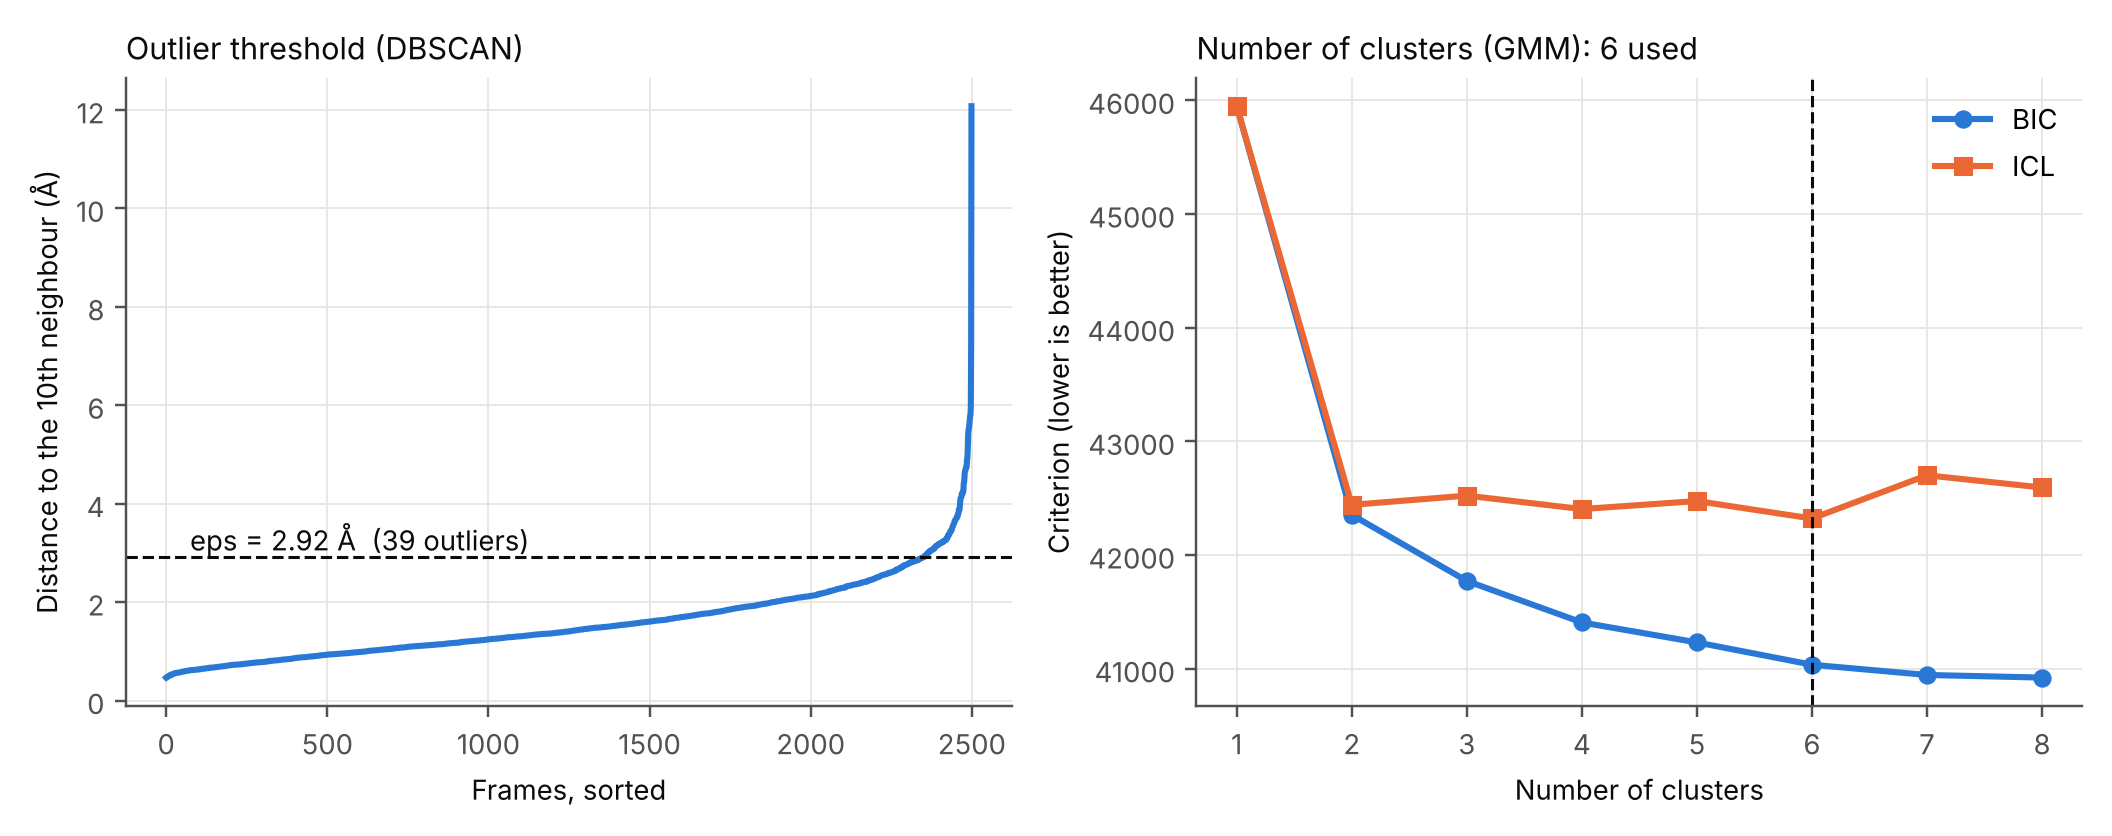 Outlier threshold (DBSCAN)
Distance to the 10th neighbour (Å)
12
10
8
6
4
2
0
eps = 2.92 Å  (39 outliers)
0 500 1000 1500 2000 2500
Frames, sorted
Number of clusters (GMM): 6 used
Criterion (lower is better)
46000
45000
44000
43000
42000
41000
BIC
ICL
1 2 3 4 5 6 7 8
Number of clusters